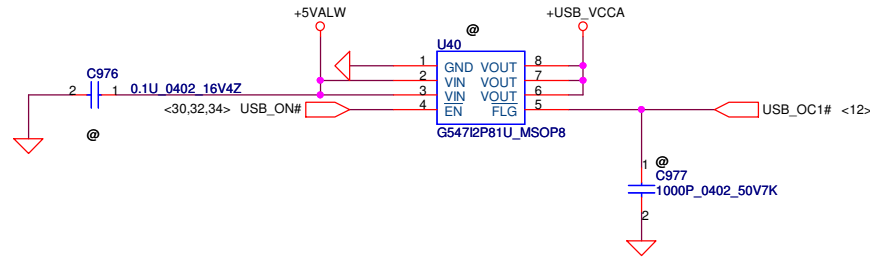 +5VALW
+USB_VCCA
@
U40
1 GND VOUT 8
2 VIN VOUT 7
3 VIN VOUT 6
4 EN FLG 5
G547I2P81U_MSOP8
C976
2 1 0.1U_0402_16V4Z
@
<30,32,34> USB_ON#
USB_OC1# <12>
1 @
C977
1000P_0402_50V7K
2